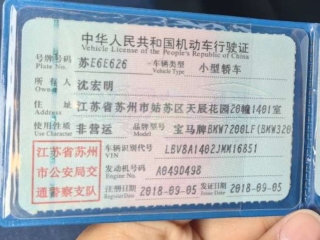 中华人民共和国机动车行驶证
Vehicle License of the People's Republic of China
号牌号码 苏E6E626 车辆类型 小型轿车
Plate No. Vehicle Type
所有人 沈宏明
Owner
住址 江苏省苏州市姑苏区天辰花园20幢1401室
Address
使用性质 非营运 品牌型号 宝马牌BMW7200LF(BMW320
Use Character Model
江苏省苏州市公安局交通警察支队
车辆识别代号 LBV8A1402JMM16851
VIN
发动机号码 A049D498
Engine No.
注册日期 2018-09-05 发证日期 2018-09-05
Register Date Issue Date